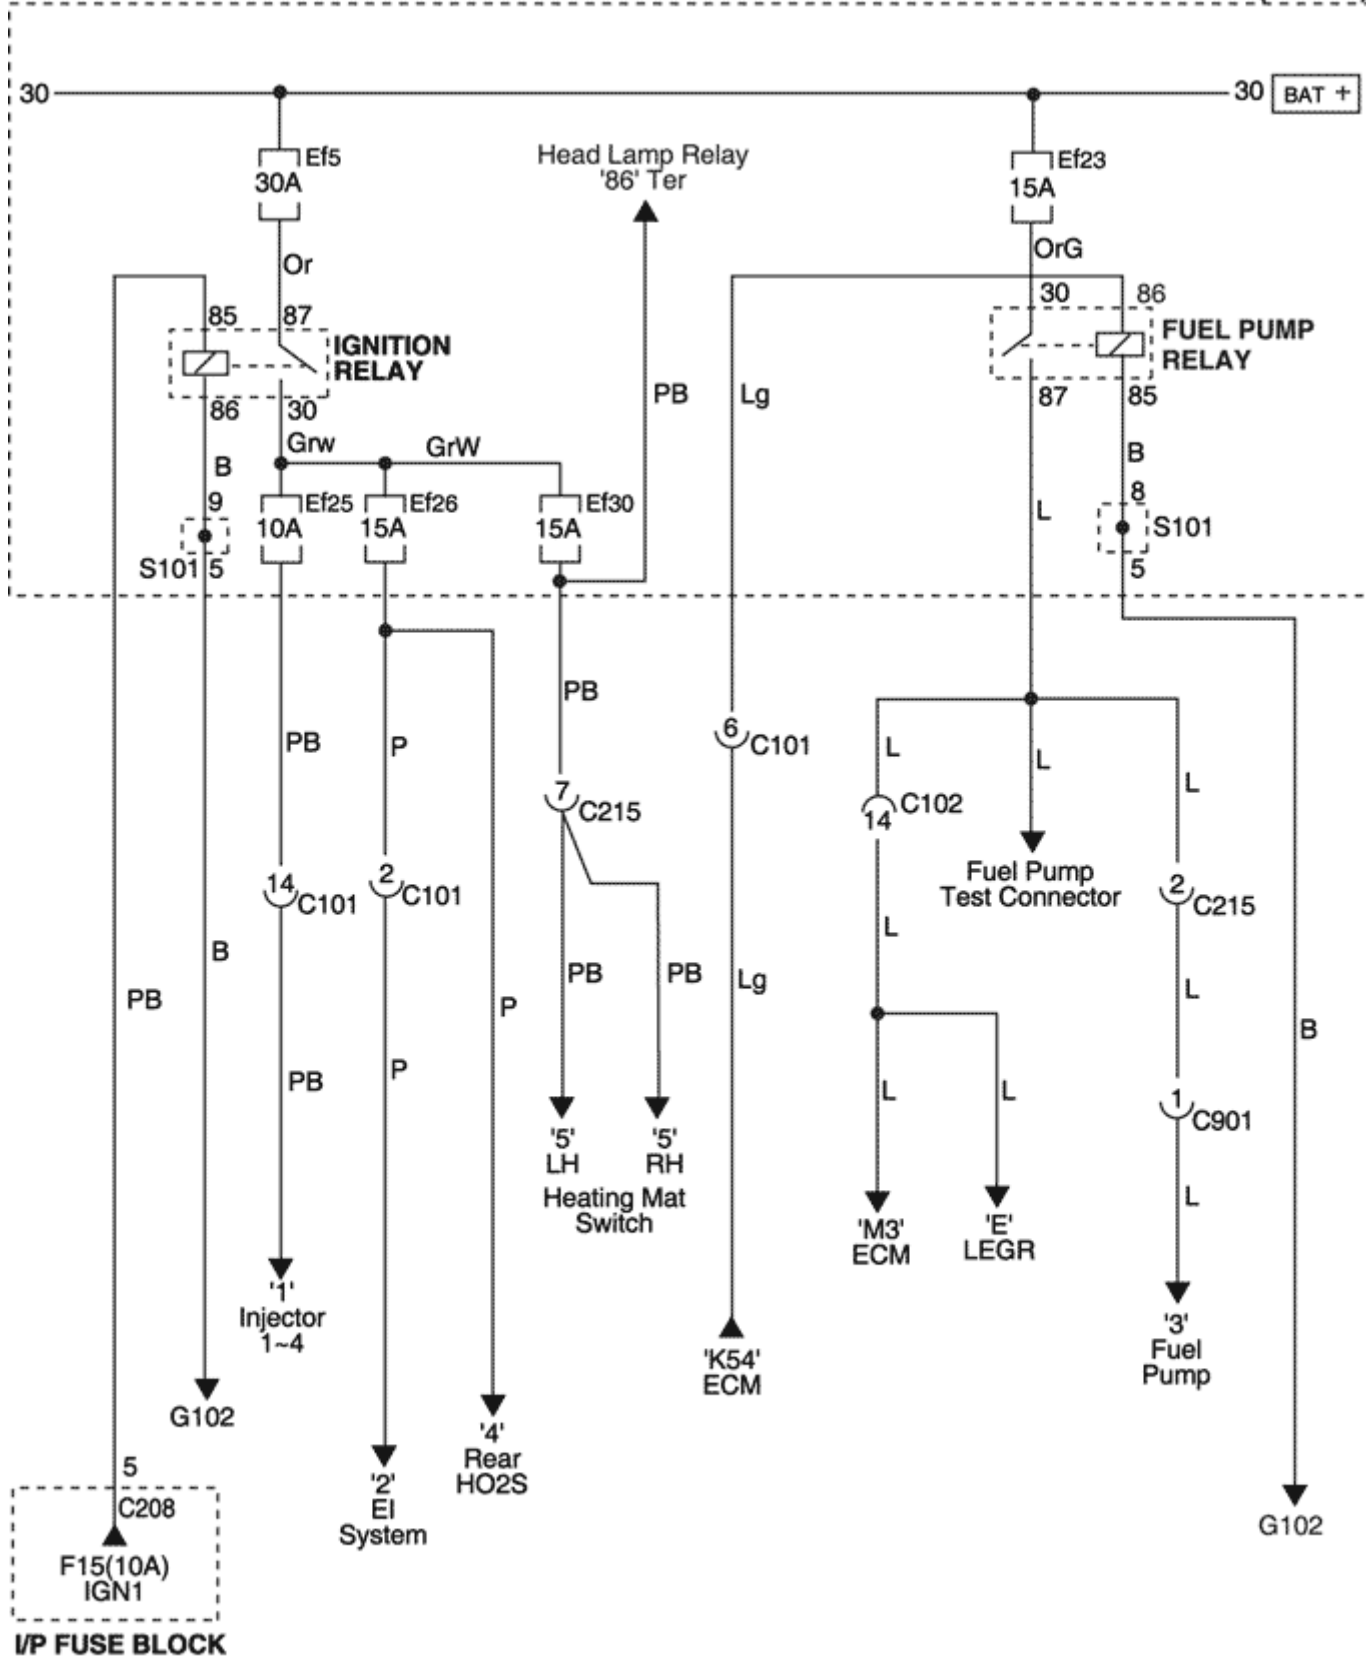 30
30
BAT +
Ef5
30A
Head Lamp Relay
'86' Ter
Ef23
15A
Or
OrG
85
87
30
86
IGNITION
RELAY
FUEL PUMP
RELAY
86
30
PB
Lg
87
85
Grw
GrW
B
B
9
Ef25
Ef26
Ef30
8
10A
15A
15A
L
S101
S101
5
5
PB
PB
P
6
C101
L
L
L
7
C215
C102
14
Fuel Pump
Test Connector
14
C101
2
C101
2
C215
B
L
PB
PB
PB
Lg
L
P
B
P
PB
L
L
1
C901
'5'
LH
'5'
RH
Heating Mat
Switch
L
'M3'
ECM
'E'
LEGR
'1'
Injector
1~4
'K54'
ECM
'3'
Fuel
Pump
G102
'4'
Rear
HO2S
5
'2'
EI
System
C208
G102
F15(10A)
IGN1
I/P FUSE BLOCK